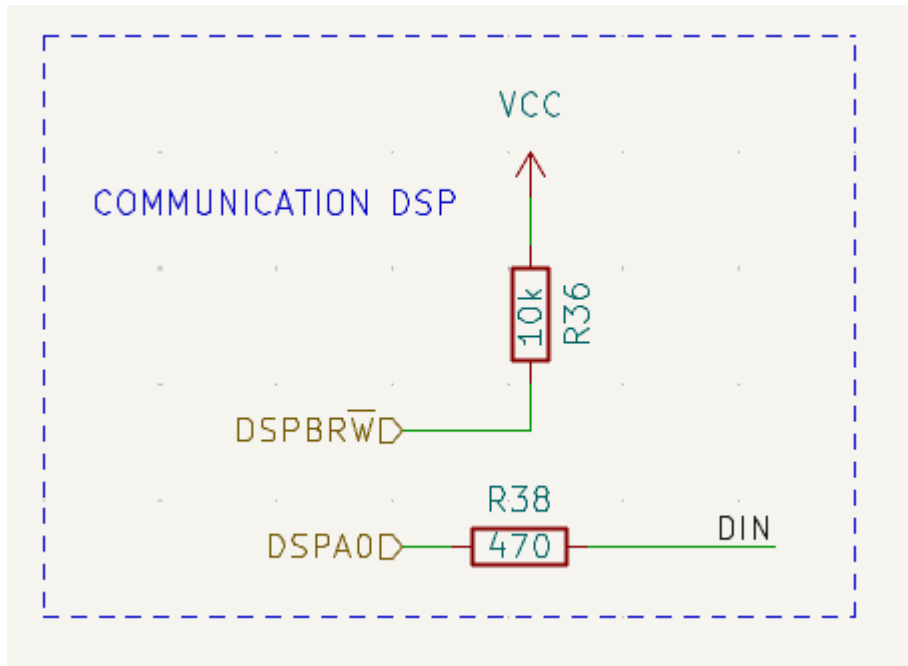 VCC
COMMUNICATION DSP
10k
R36
DSPBRW̅
R38
DSPA0
470
DIN